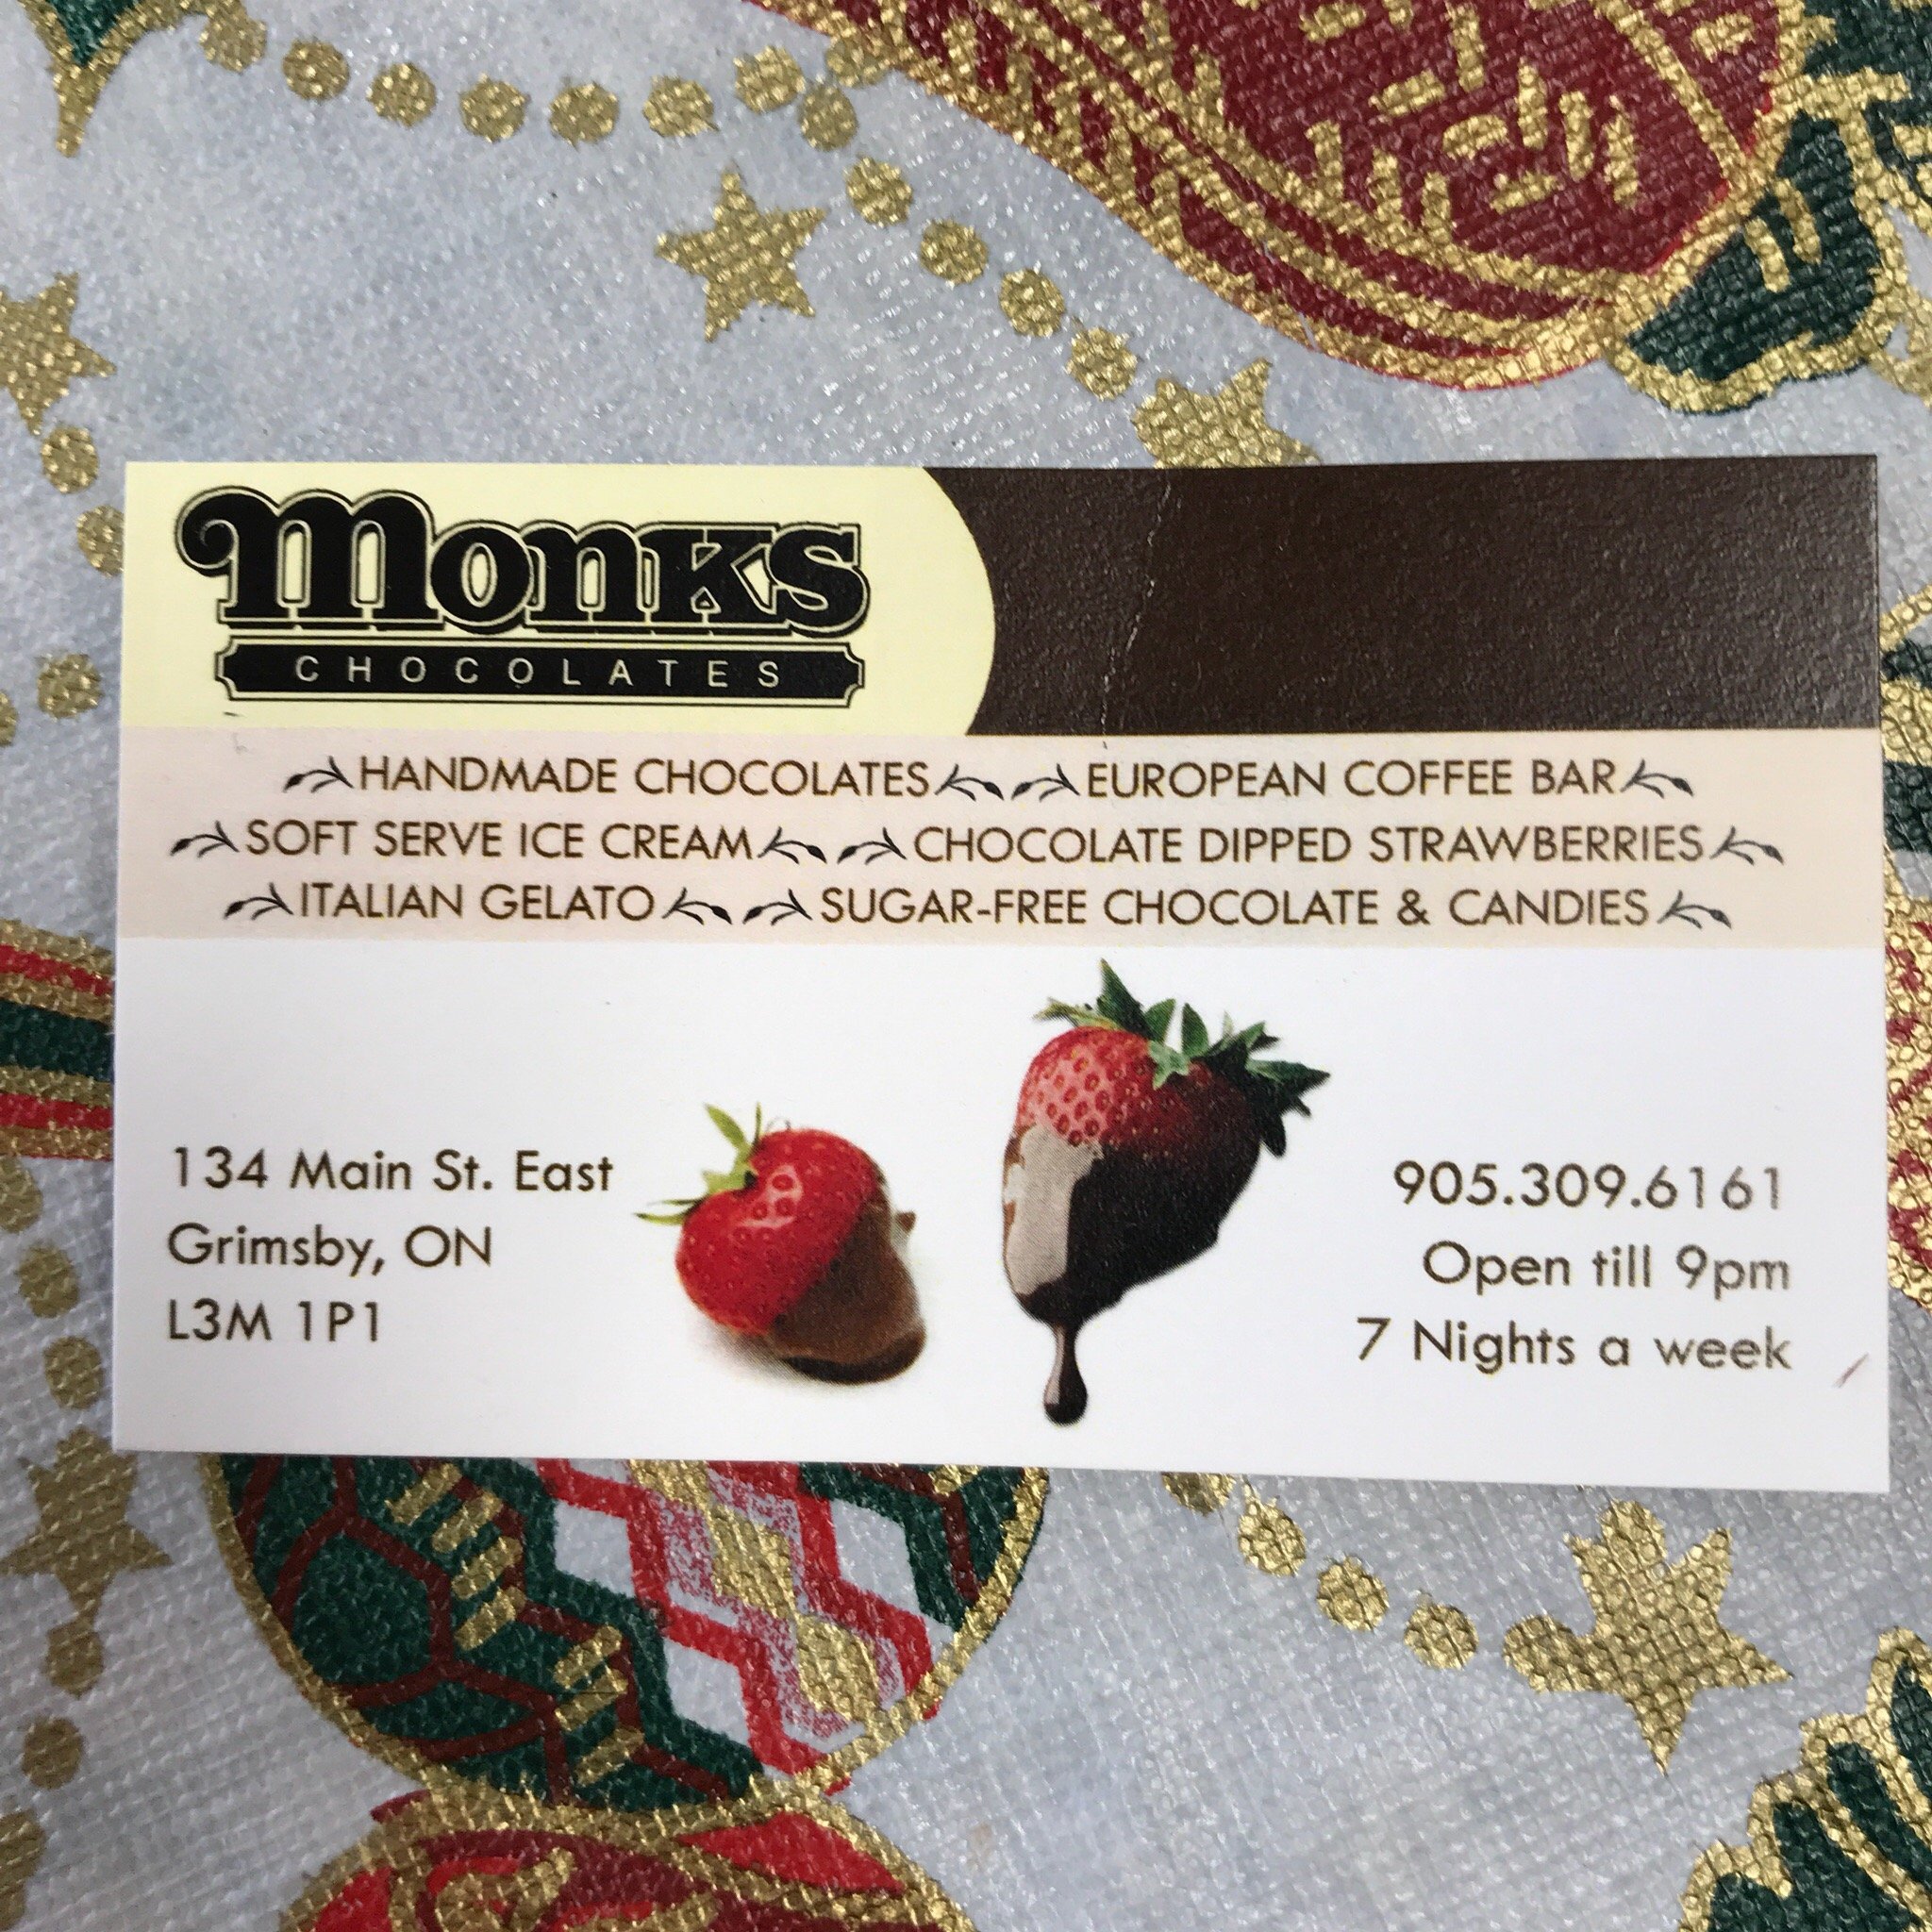 Monks
CHOCOLATES
HANDMADE CHOCOLATES EUROPEAN COFFEE BAR
SOFT SERVE ICE CREAM CHOCOLATE DIPPED STRAWBERRIES
ITALIAN GELATO SUGAR-FREE CHOCOLATE & CANDIES
134 Main St. East
Grimsby, ON
L3M 1P1
905.309.6161
Open till 9pm
7 Nights a week